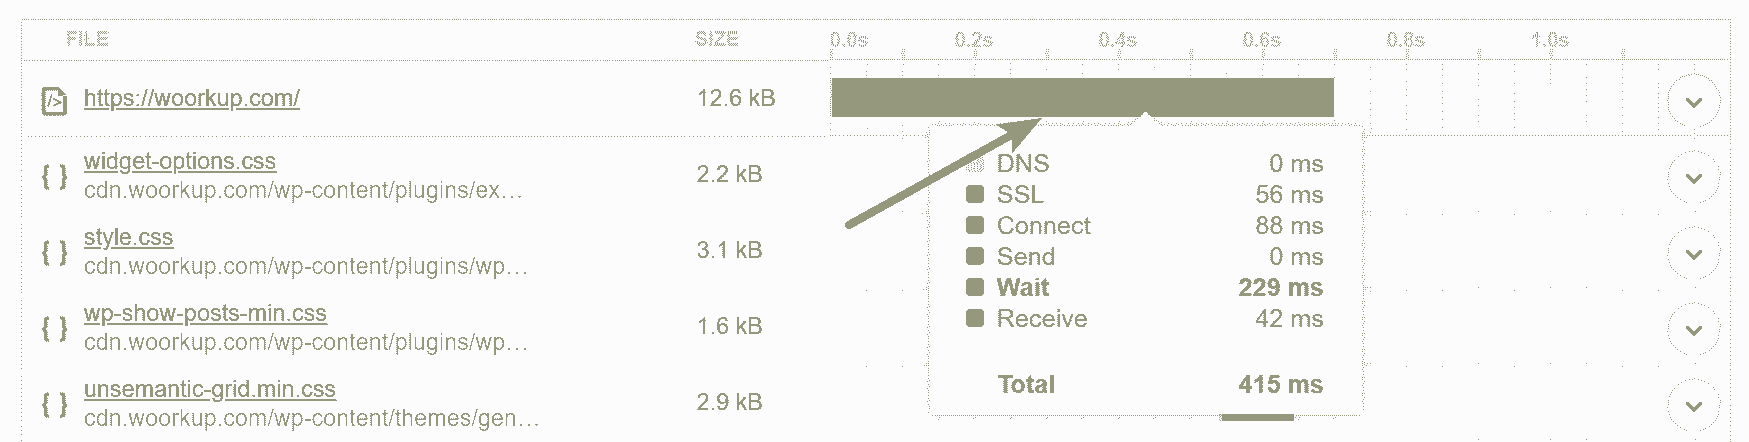 FILE SIZE 0.0s 0.2s 0.4s 0.6s 0.8s 1.0s
https://woorkup.com/ 12.6 kB
widget-options.css
cdn.woorkup.com/wp-content/plugins/ex… 2.2 kB
style.css
cdn.woorkup.com/wp-content/plugins/wp… 3.1 kB
wp-show-posts-min.css
cdn.woorkup.com/wp-content/plugins/wp… 1.6 kB
unsemantic-grid.min.css
cdn.woorkup.com/wp-content/themes/gen… 2.9 kB
DNS 0 ms
SSL 56 ms
Connect 88 ms
Send 0 ms
Wait 229 ms
Receive 42 ms
Total 415 ms